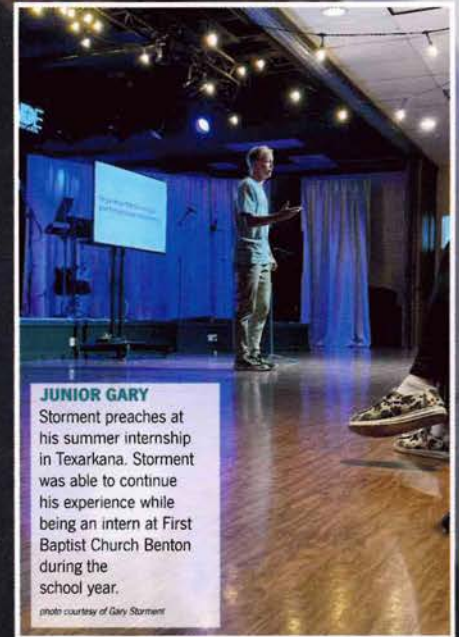 JUNIOR GARY
Storment preaches at
his summer internship
in Texarkana. Storment
was able to continue
his experience while
being an intern at First
Baptist Church Benton
during the
school year.
photo courtesy of Gary Storment